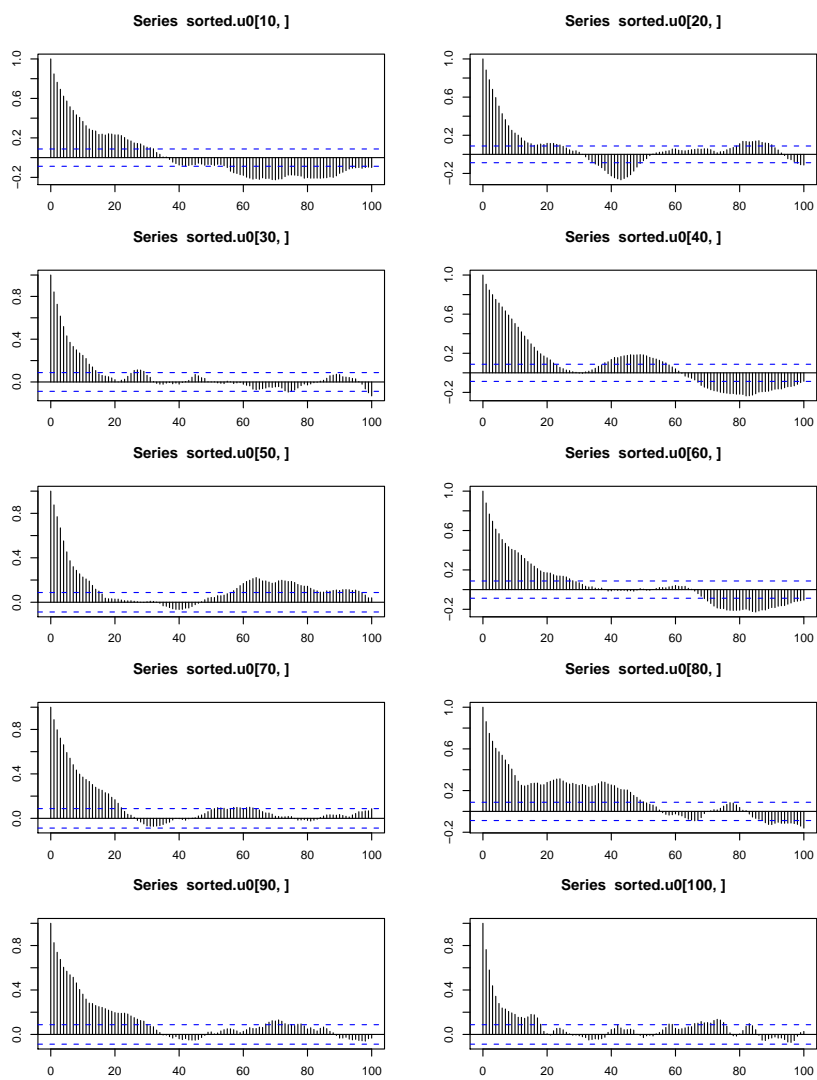 Series sorted.u0[10, ]
1.0
0.6
0.2
−0.2
0 20 40 60 80 100
Series sorted.u0[20, ]
1.0
0.6
0.2
−0.2
0 20 40 60 80 100
Series sorted.u0[30, ]
0.8
0.4
0.0
0 20 40 60 80 100
Series sorted.u0[40, ]
1.0
0.6
0.2
−0.2
0 20 40 60 80 100
Series sorted.u0[50, ]
0.8
0.4
0.0
0 20 40 60 80 100
Series sorted.u0[60, ]
1.0
0.6
0.2
−0.2
0 20 40 60 80 100
Series sorted.u0[70, ]
0.8
0.4
0.0
0 20 40 60 80 100
Series sorted.u0[80, ]
1.0
0.6
0.2
−0.2
0 20 40 60 80 100
Series sorted.u0[90, ]
0.8
0.4
0.0
0 20 40 60 80 100
Series sorted.u0[100, ]
0.8
0.4
0.0
0 20 40 60 80 100